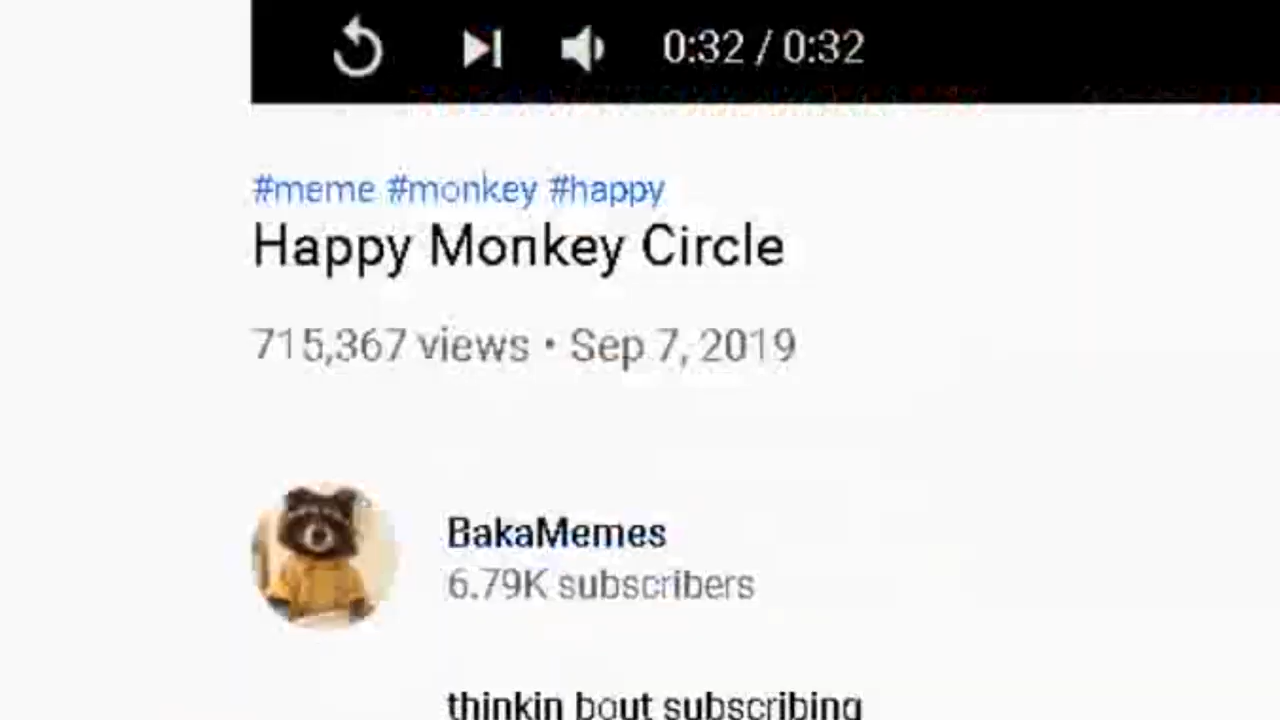 0:32 / 0:32
#meme #monkey #happy
Happy Monkey Circle
715,367 views • Sep 7, 2019
BakaMemes
6.79K subscribers
thinkin bout subscribing